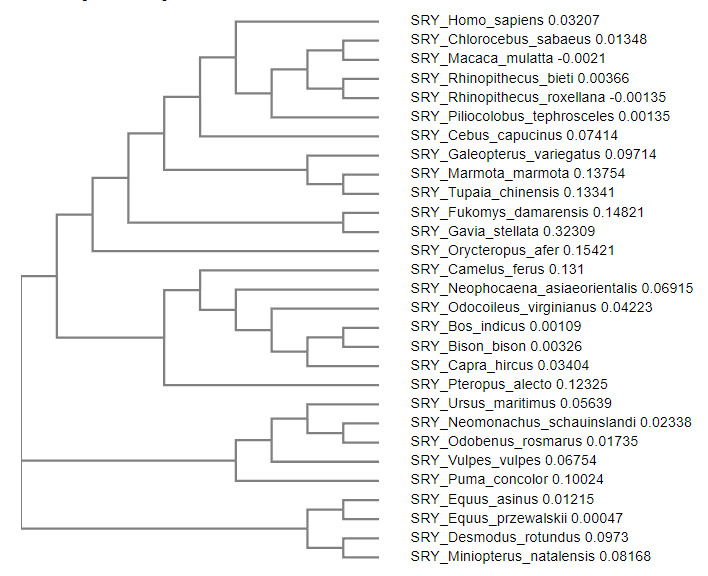 SRY_Homo_sapiens 0.03207
SRY_Chlorocebus_sabaeus 0.01348
SRY_Macaca_mulatta -0.0021
SRY_Rhinopithecus_bieti 0.00366
SRY_Rhinopithecus_roxellana -0.00135
SRY_Piliocolobus_tephrosceles 0.00135
SRY_Cebus_capucinus 0.07414
SRY_Galeopterus_variegatus 0.09714
SRY_Marmota_marmota 0.13754
SRY_Tupaia_chinensis 0.13341
SRY_Fukomys_damarensis 0.14821
SRY_Gavia_stellata 0.32309
SRY_Orycteropus_afer 0.15421
SRY_Camelus_ferus 0.131
SRY_Neophocaena_asiaeorientalis 0.06915
SRY_Odocoileus_virginianus 0.04223
SRY_Bos_indicus 0.00109
SRY_Bison_bison 0.00326
SRY_Capra_hircus 0.03404
SRY_Pteropus_alecto 0.12325
SRY_Ursus_maritimus 0.05639
SRY_Neomonachus_schauinslandi 0.02338
SRY_Odobenus_rosmarus 0.01735
SRY_Vulpes_vulpes 0.06754
SRY_Puma_concolor 0.10024
SRY_Equus_asinus 0.01215
SRY_Equus_przewalskii 0.00047
SRY_Desmodus_rotundus 0.0973
SRY_Miniopterus_natalensis 0.08168